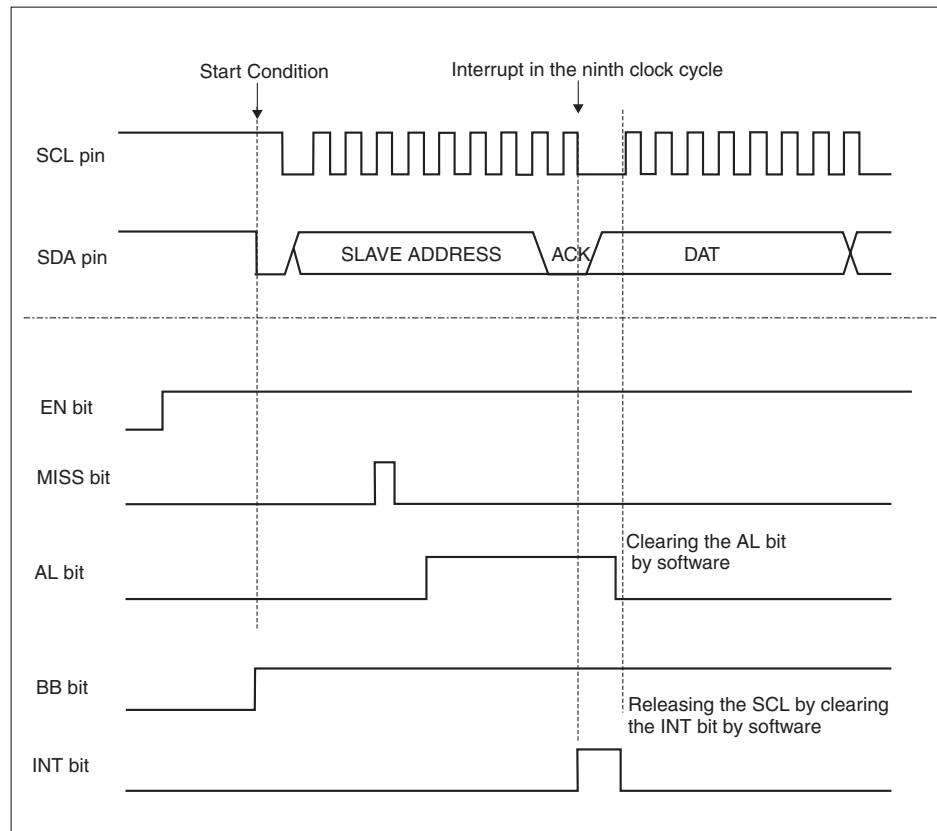 Start Condition
Interrupt in the ninth clock cycle
SCL pin
SDA pin
SLAVE ADDRESS
ACK
DAT
EN bit
MISS bit
AL bit
Clearing the AL bit
by software
BB bit
Releasing the SCL by clearing
the INT bit by software
INT bit